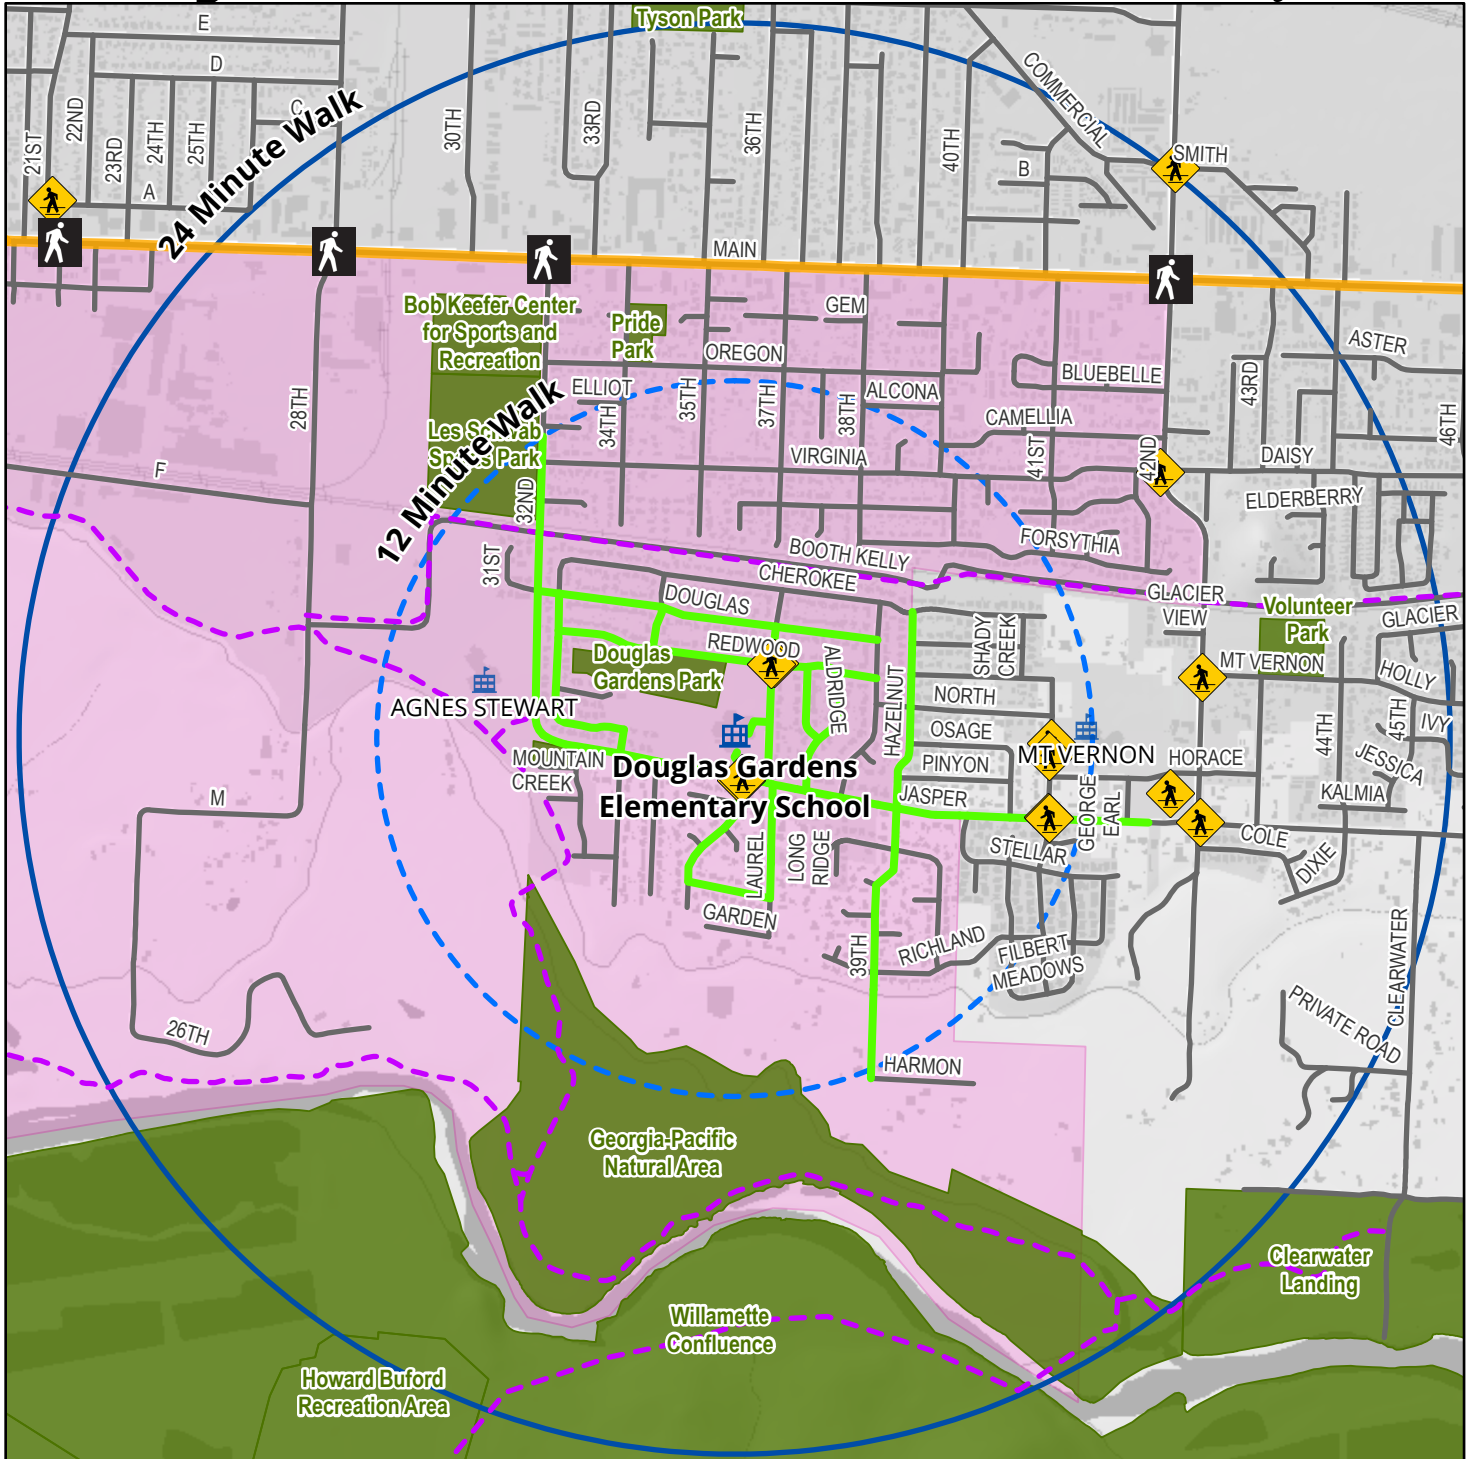 Tyson Park
E
D
C
COMMERCIAL
24 Minute Walk
21ST
22ND
23RD
24TH
25TH
30TH
33RD
36TH
40TH
B
SMITH
A
MAIN
Bob Keefer Center
for Sports and
Recreation
Pride
Park
GEM
OREGON
ASTER
BLUEBELLE
ELLIOT
ALCONA
12 Minute Walk
28TH
34TH
35TH
37TH
38TH
CAMELLIA
43RD
46TH
Les Schwab
Sports Park
VIRGINIA
41ST
42ND
DAISY
F
32ND
ELDERBERRY
BOOTH KELLY
FORSYTHIA
31ST
CHEROKEE
DOUGLAS
GLACIER
VIEW
Volunteer
Park
GLACIER
REDWOOD
SHADY
CREEK
Douglas
Gardens Park
ALDRIDGE
MT VERNON
HOLLY
NORTH
AGNES STEWART
HAZELNUT
OSAGE
44TH
45TH
IVY
MOUNTAIN
CREEK
Douglas Gardens
Elementary School
PINYON
MT VERNON
HORACE
JESSICA
M
JASPER
GEORGE
EARL
KALMIA
COLE
LAUREL
LONG
RIDGE
STELLAR
DIXIE
GARDEN
39TH
RICHLAND
FILBERT
MEADOWS
CLEARWATER
26TH
PRIVATE ROAD
HARMON
Georgia-Pacific
Natural Area
Clearwater
Landing
Willamette
Confluence
Howard Buford
Recreation Area